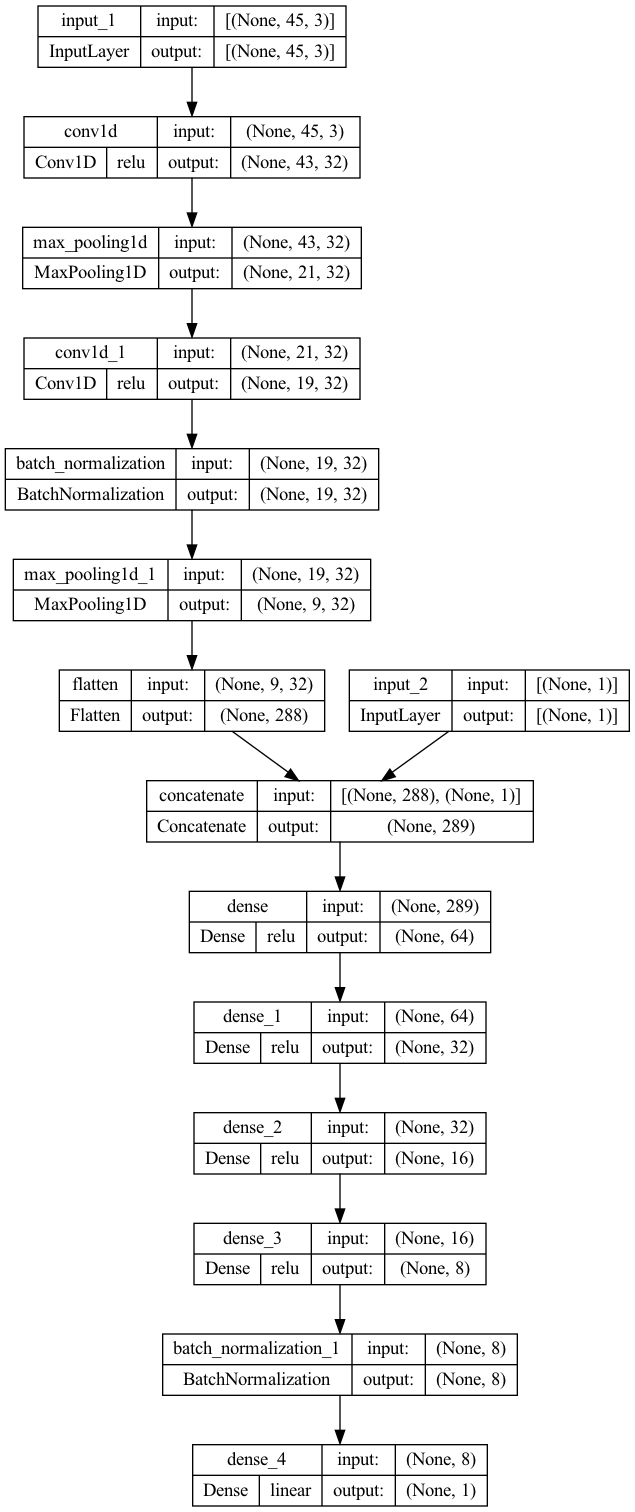 input_1 input: [(None, 45, 3)]
InputLayer output: [(None, 45, 3)]
conv1d input: (None, 45, 3)
Conv1D relu output: (None, 43, 32)
max_pooling1d input: (None, 43, 32)
MaxPooling1D output: (None, 21, 32)
conv1d_1 input: (None, 21, 32)
Conv1D relu output: (None, 19, 32)
batch_normalization input: (None, 19, 32)
BatchNormalization output: (None, 19, 32)
max_pooling1d_1 input: (None, 19, 32)
MaxPooling1D output: (None, 9, 32)
flatten input: (None, 9, 32)
Flatten output: (None, 288)
input_2 input: [(None, 1)]
InputLayer output: [(None, 1)]
concatenate input: [(None, 288), (None, 1)]
Concatenate output: (None, 289)
dense input: (None, 289)
Dense relu output: (None, 64)
dense_1 input: (None, 64)
Dense relu output: (None, 32)
dense_2 input: (None, 32)
Dense relu output: (None, 16)
dense_3 input: (None, 16)
Dense relu output: (None, 8)
batch_normalization_1 input: (None, 8)
BatchNormalization output: (None, 8)
dense_4 input: (None, 8)
Dense linear output: (None, 1)